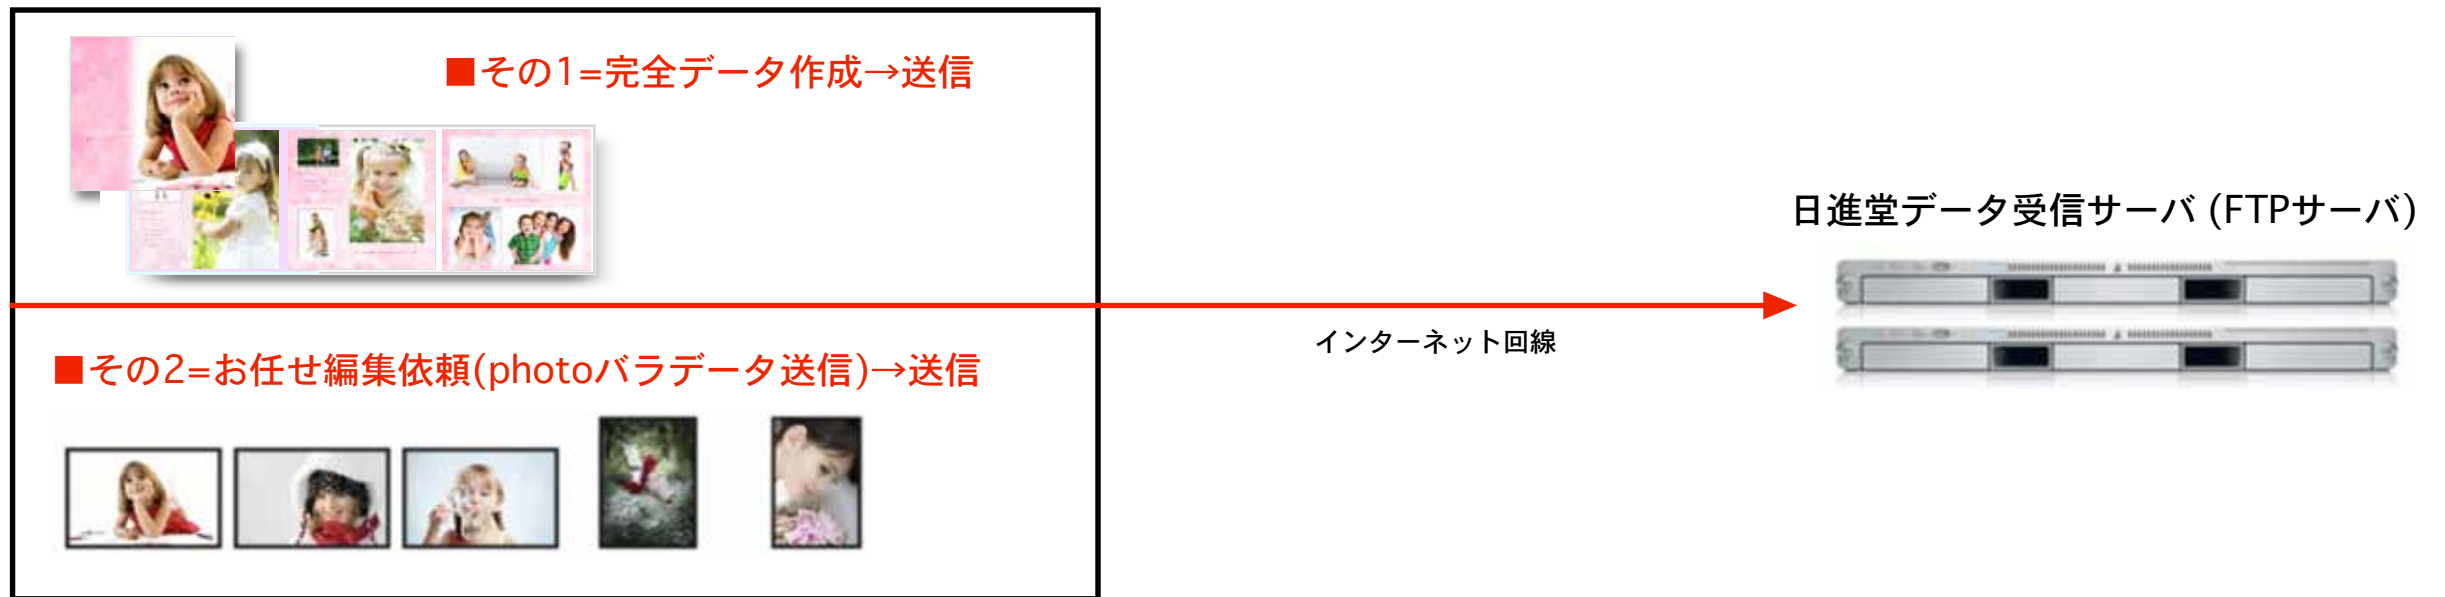 ■その1=完全データ作成→送信
日進堂データ受信サーバ (FTPサーバ)
インターネット回線
■その2=お任せ編集依頼(photoバラデータ送信)→送信